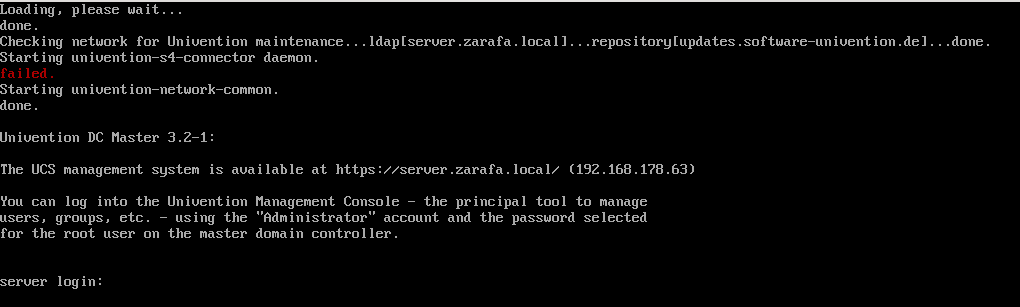 Loading, please wait...
done.
Checking network for Univention maintenance...ldap[server.zarafa.local]...repository[updates.software-univention.de]...done.
Starting univention-s4-connector daemon.
failed.
Starting univention-network-common.
done.
Univention DC Master 3.2-1:
The UCS management system is available at https://server.zarafa.local/ (192.168.178.63)
You can log into the Univention Management Console - the principal tool to manage
users, groups, etc. - using the "Administrator" account and the password selected
for the root user on the master domain controller.
server login: